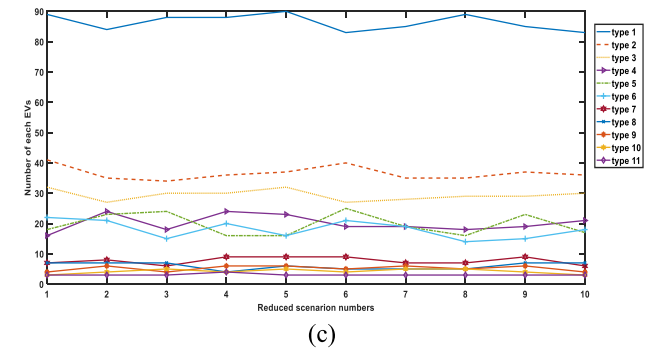 90
80
70
60
50
40
30
20
10
0
Number of each EVs
1 2 3 4 5 6 7 8 9 10
Reduced scenarion numbers
type 1
type 2
type 3
type 4
type 5
type 6
type 7
type 8
type 9
type 10
type 11
(c)